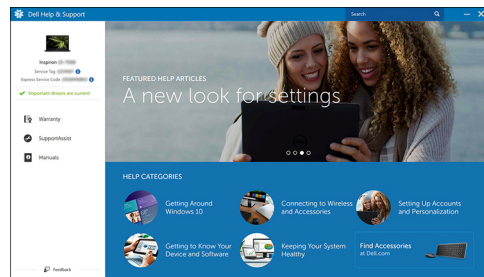 Dell Help & Support
Search
Inspiron
Service Tag
Express Service Code
Important drivers are current
Warranty
SupportAssist
Manuals
Feedback
FEATURED HELP ARTICLES
A new look for settings
HELP CATEGORIES
Getting Around
Windows 10
Connecting to Wireless
and Accessories
Setting Up Accounts
and Personalization
Getting to Know Your
Device and Software
Keeping Your System
Healthy
Find Accessories
at Dell.com